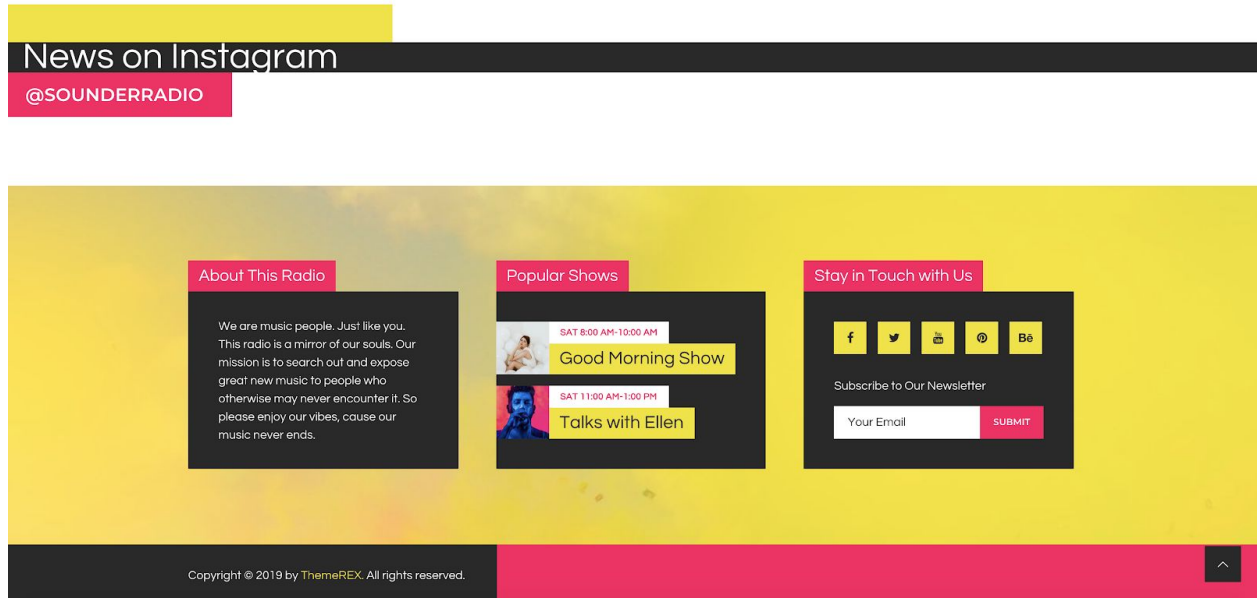 News on Instagram
@SOUNDERRADIO
About This Radio
We are music people. Just like you.
This radio is a mirror of our souls. Our
mission is to search out and expose
great new music to people who
otherwise may never encounter it. So
please enjoy our vibes, cause our
music never ends.
Popular Shows
SAT 8:00 AM-10:00 AM
Good Morning Show
SAT 11:00 AM-1:00 PM
Talks with Ellen
Stay in Touch with Us
f
You Tube
Bē
Subscribe to Our Newsletter
Your Email
SUBMIT
Copyright © 2019 by ThemeREX. All rights reserved.